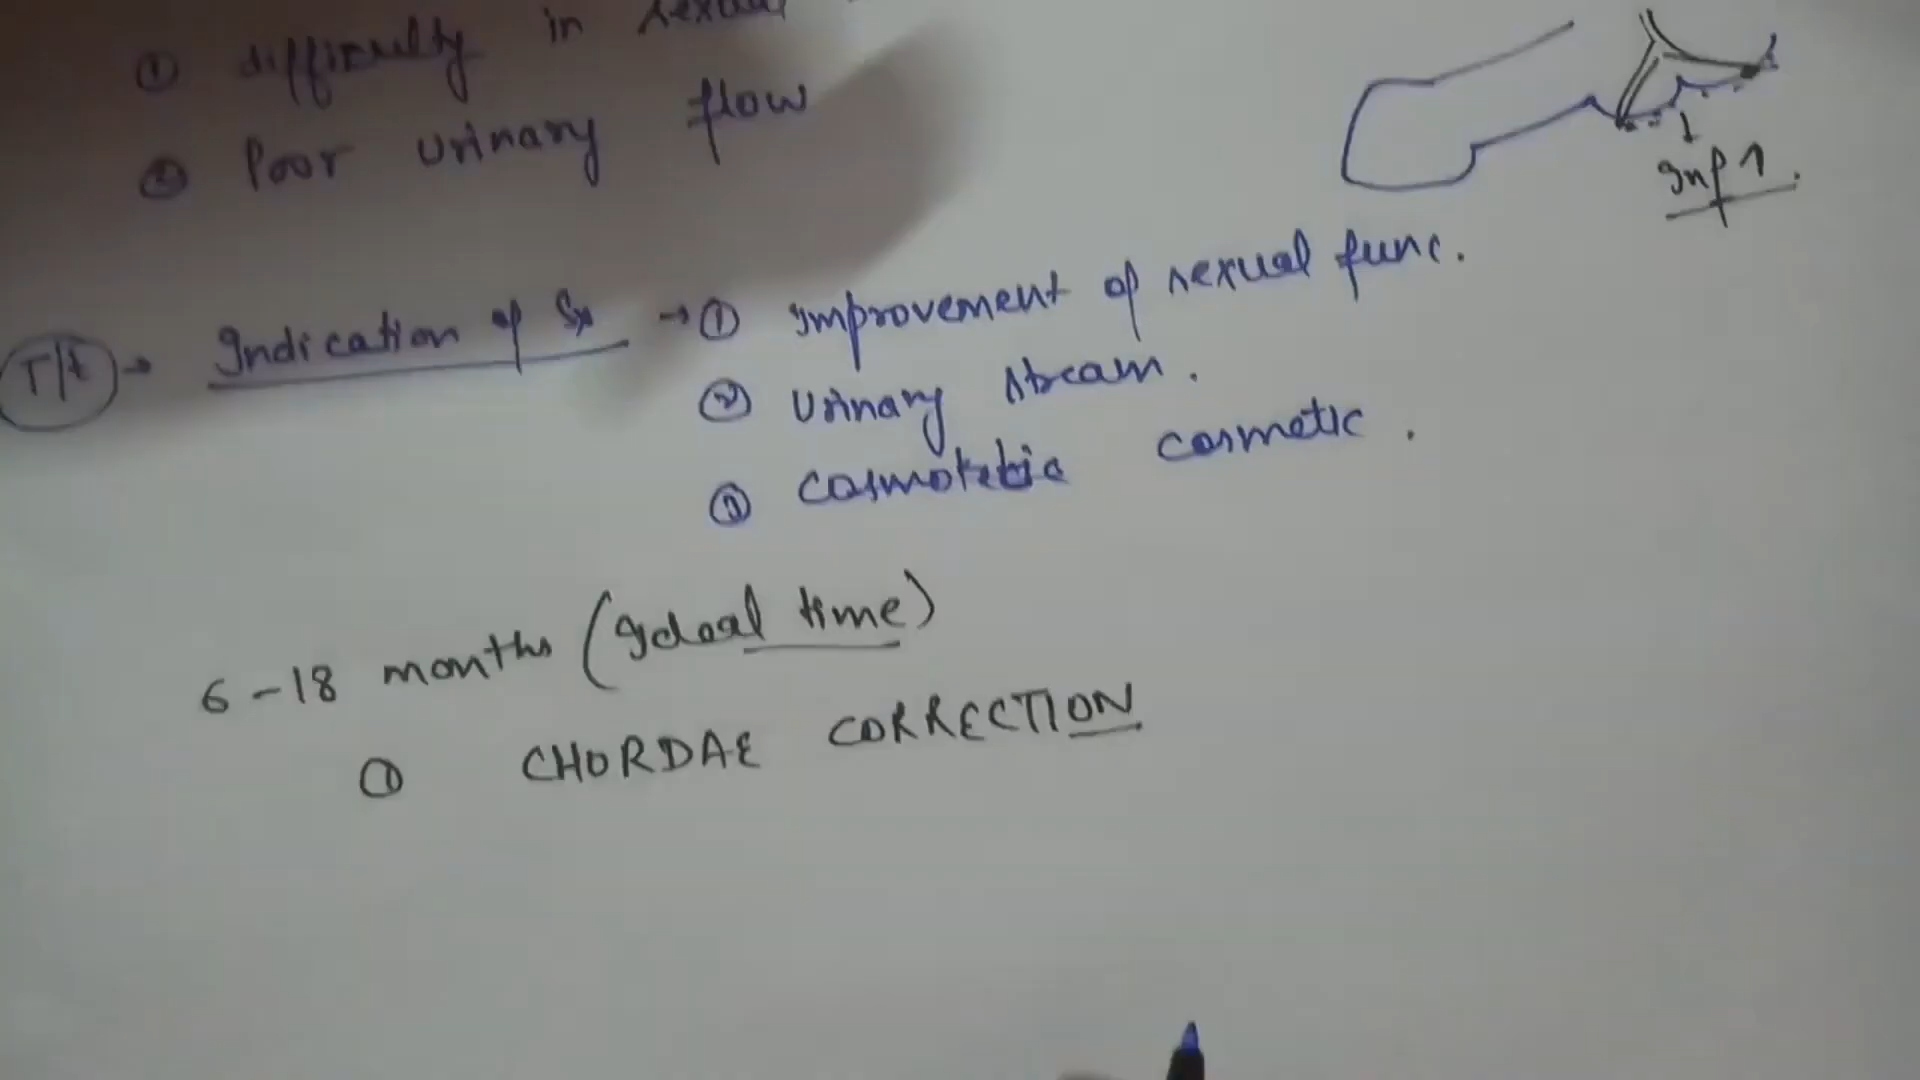 ① difficulty in sexual
② Poor urinary flow
Inf ↑.
T/t → Indication of Sx → ① Improvement of sexual func.
② Urinary stream.
③ cosmotetic cosmetic.
6-18 months (Ideal time)
① CHORDAE CORRECTION